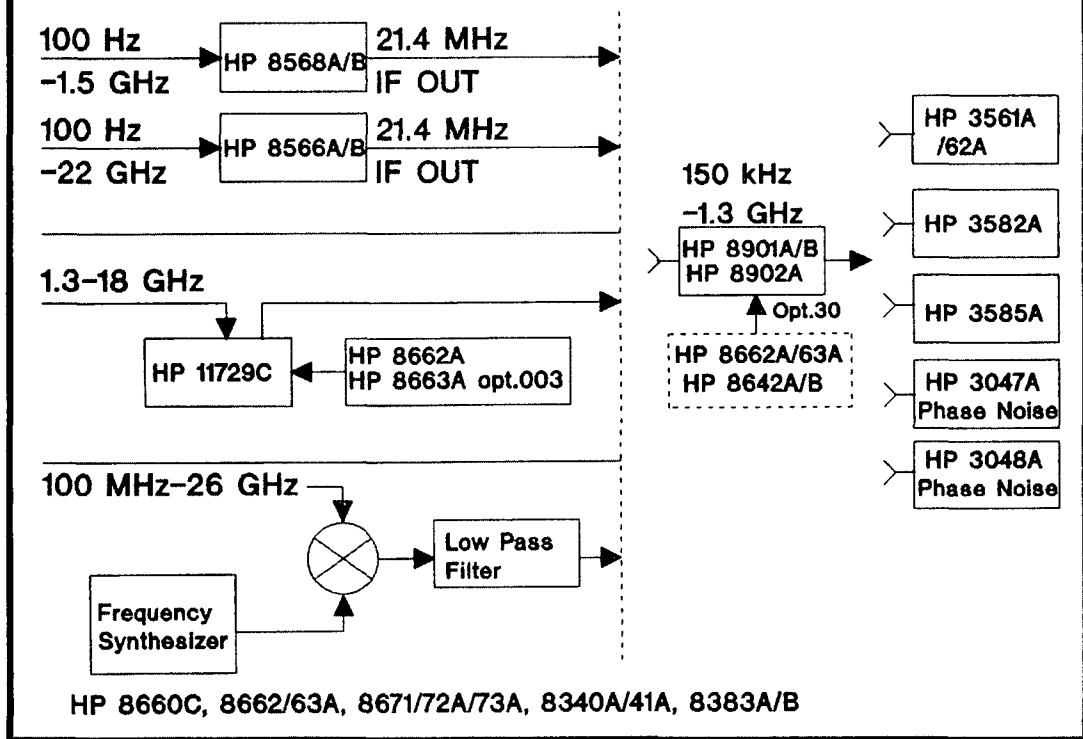 100 Hz
-1.5 GHz
HP 8568A/B
21.4 MHz
IF OUT
100 Hz
-22 GHz
HP 8566A/B
21.4 MHz
IF OUT
1.3-18 GHz
HP 11729C
HP 8662A
HP 8663A opt.003
100 MHz-26 GHz
Low Pass
Filter
Frequency
Synthesizer
150 kHz
-1.3 GHz
HP 8901A/B
HP 8902A
Opt.30
HP 8662A/63A
HP 8642A/B
HP 3561A
/62A
HP 3582A
HP 3585A
HP 3047A
Phase Noise
HP 3048A
Phase Noise
HP 8660C, 8662/63A, 8671/72A/73A, 8340A/41A, 8383A/B